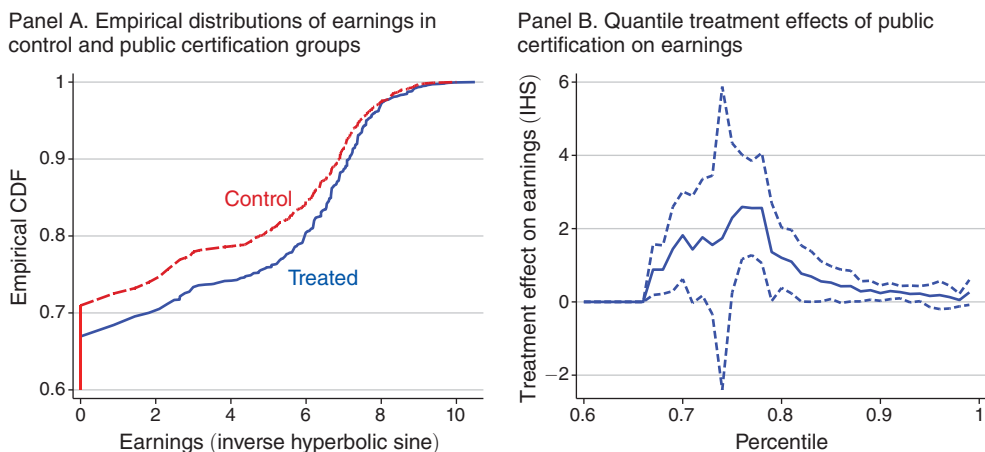 Panel A. Empirical distributions of earnings in
control and public certification groups
Empirical CDF
1
0.9
0.8
0.7
0.6
Control
Treated
0
2
4
6
8
10
Earnings (inverse hyperbolic sine)
Panel B. Quantile treatment effects of public
certification on earnings
Treatment effect on earnings (IHS)
6
4
2
0
−2
0.6
0.7
0.8
0.9
1
Percentile